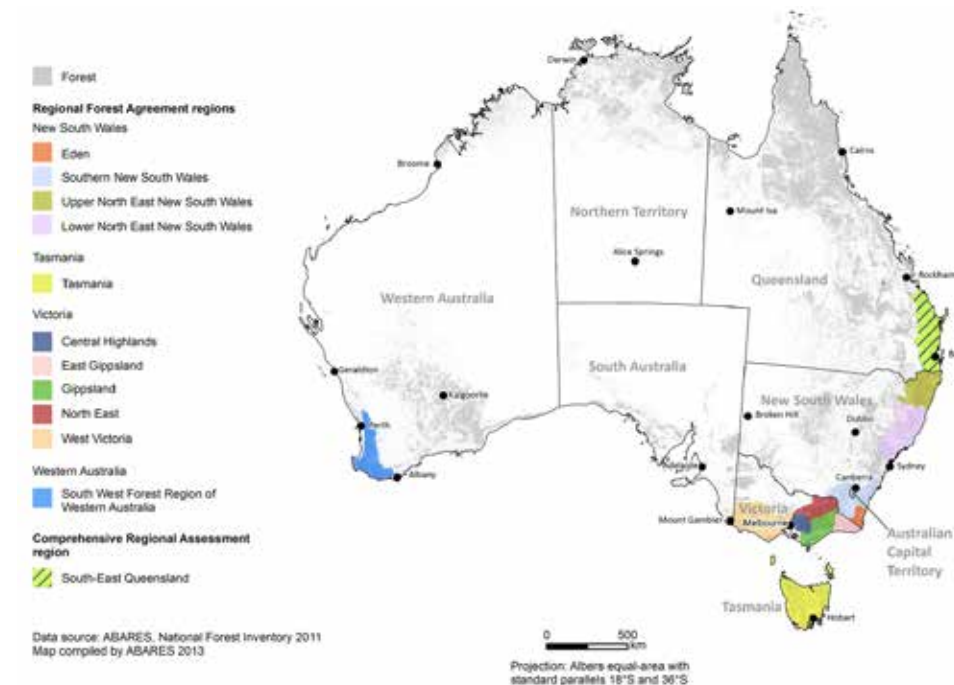 Forest
Regional Forest Agreement regions
New South Wales
Eden
Southern New South Wales
Upper North East New South Wales
Lower North East New South Wales
Tasmania
Tasmania
Victoria
Central Highlands
East Gippsland
Gippsland
North East
West Victoria
Western Australia
South West Forest Region of
Western Australia
Comprehensive Regional Assessment
region
South-East Queensland
Data source: ABARES, National Forest Inventory 2011
Map compiled by ABARES 2013
Darwin
Broome
Cairns
Northern Territory
Mount Isa
Alice Springs
Rockham
Queensland
Western Australia
South Australia
B
Geraldton
Kalgoorlie
New South Wales
Broken Hill
Dubbo
Perth
Adelaide
Sydney
Albany
Canberra
Victoria
Mount Gambier
Melbourne
Australian
Capital
Territory
Tasmania
Hobart
0 500
km
Projection: Albers equal-area with
standard parallels 18°S and 36°S